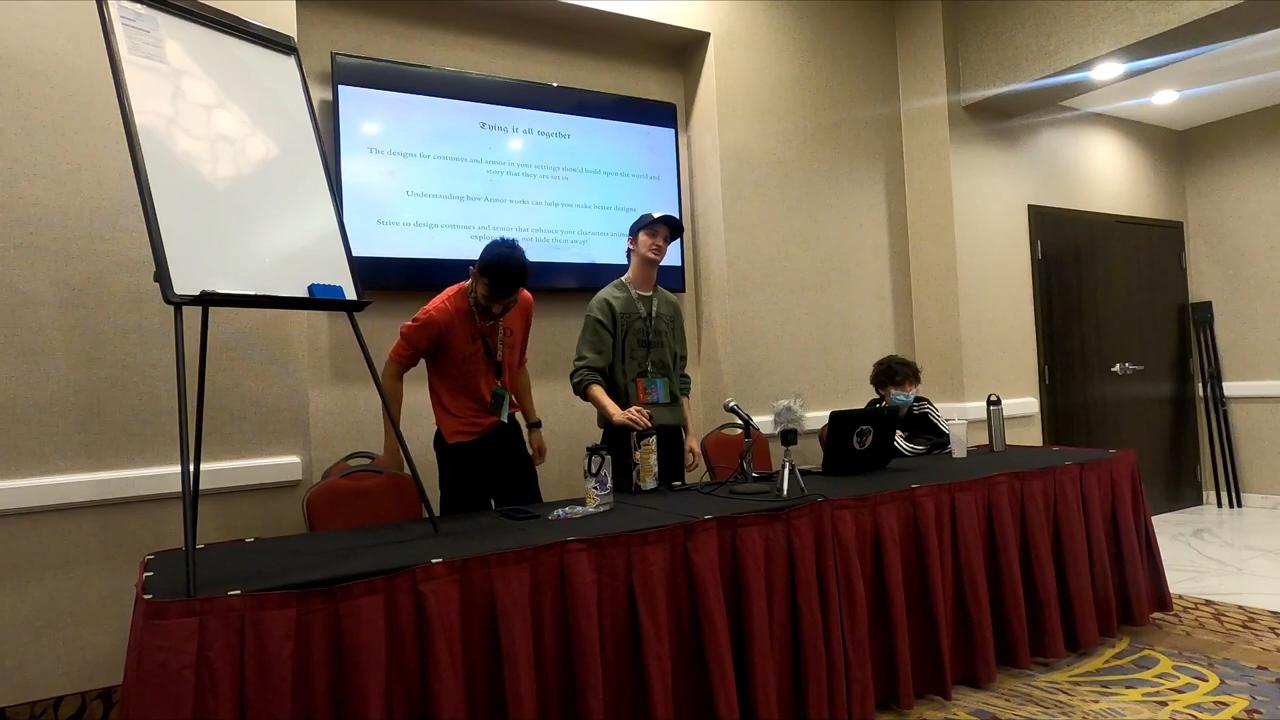 Tying it all together
The designs for costumes and armor in your settings should build upon the world and
story that they are set in
Understanding how Armor works can help you make better designs
Strive to design costumes and armor that enhance your characters
not hide them away!